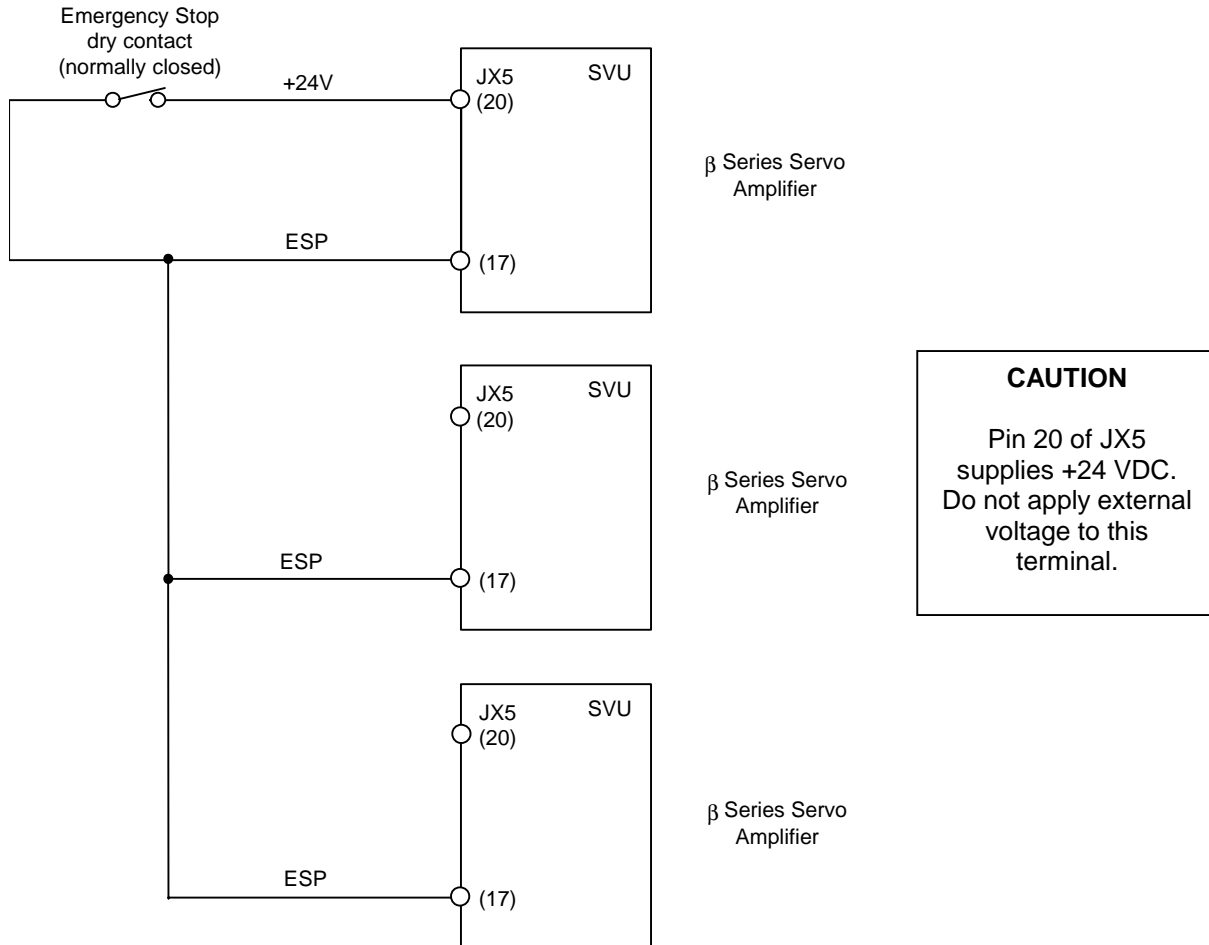 Emergency Stop
dry contact
(normally closed)
+24V
JX5
(20)
SVU
β Series Servo
Amplifier
ESP
(17)
JX5
(20)
SVU
β Series Servo
Amplifier
ESP
(17)
CAUTION
Pin 20 of JX5
supplies +24 VDC.
Do not apply external
voltage to this
terminal.
JX5
(20)
SVU
β Series Servo
Amplifier
ESP
(17)